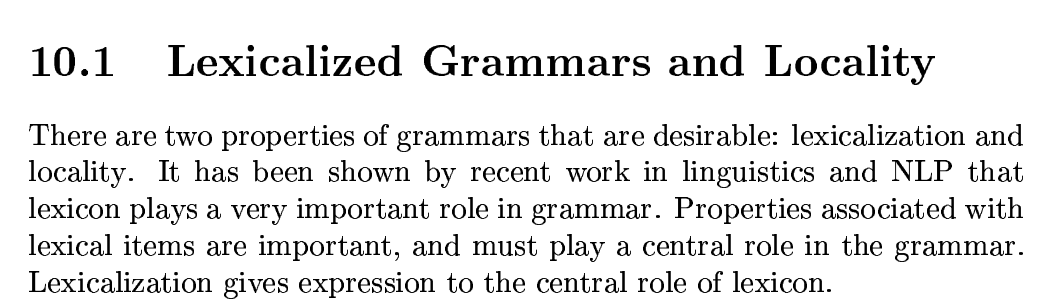 10.1 Lexicalized Grammars and Locality
There are two properties of grammars that are desirable: lexicalization and
locality. It has been shown by recent work in linguistics and NLP that
lexicon plays a very important role in grammar. Properties associated with
lexical items are important, and must play a central role in the grammar.
Lexicalization gives expression to the central role of lexicon.